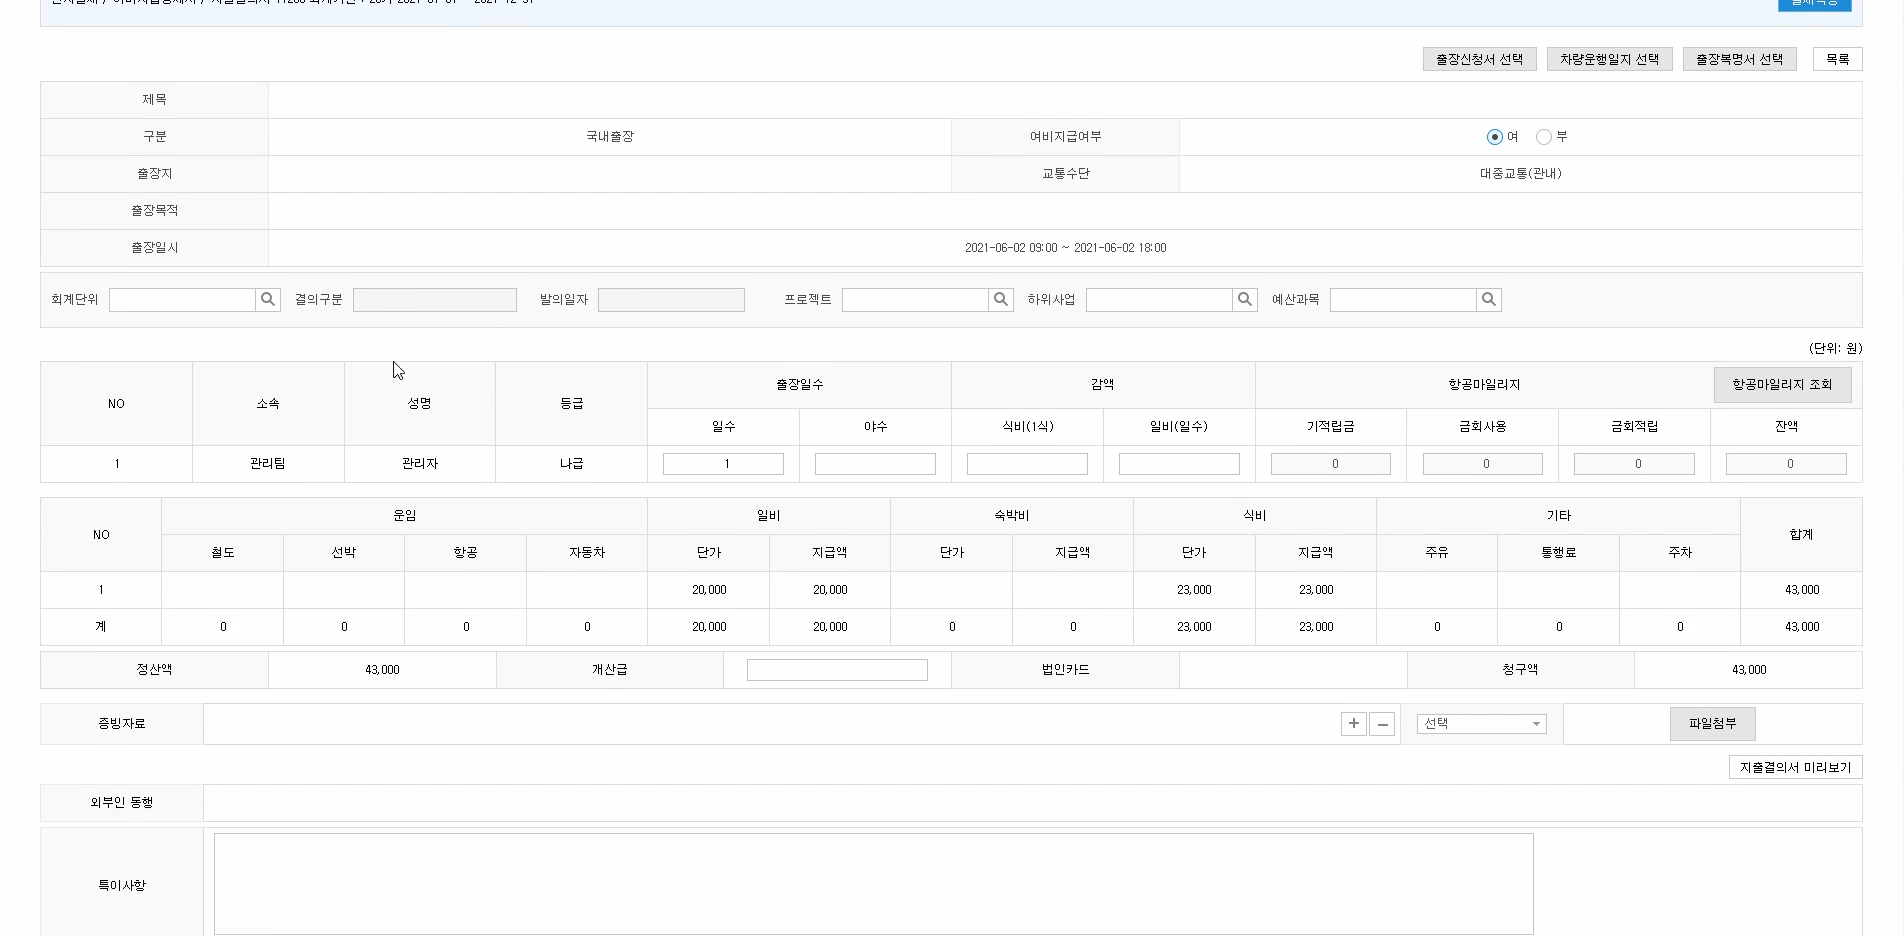 출장신청서 선택 차량운행일지 선택 출장복명서 선택 목록
제목
구분 국내출장 여비지급여부 여 부
출장지 교통수단 대중교통(관내)
출장목적
출장일시 2021-06-02 09:00 ~ 2021-06-02 18:00
회계단위 결의구분 발의일자 프로젝트 하위사업 예산과목
(단위: 원)
NO 소속 성명 등급 출장일수 감액 항공마일리지 항공마일리지 조회
일수 야수 식비(1식) 일비(일수) 기적립금 금회사용 금회적립 잔액
1 관리팀 관리자 나급 1 0 0 0 0
NO 운임 일비 숙박비 식비 기타 합계
철도 선박 항공 자동차 단가 지급액 단가 지급액 단가 지급액 주유 통행료 주차
1 20,000 20,000 23,000 23,000 43,000
계 0 0 0 0 20,000 20,000 0 0 23,000 23,000 0 0 0 43,000
정산액 43,000 개산급 법인카드 청구액 43,000
증빙자료 + - 선택 파일첨부
지출결의서 미리보기
외부인 동행
특이사항